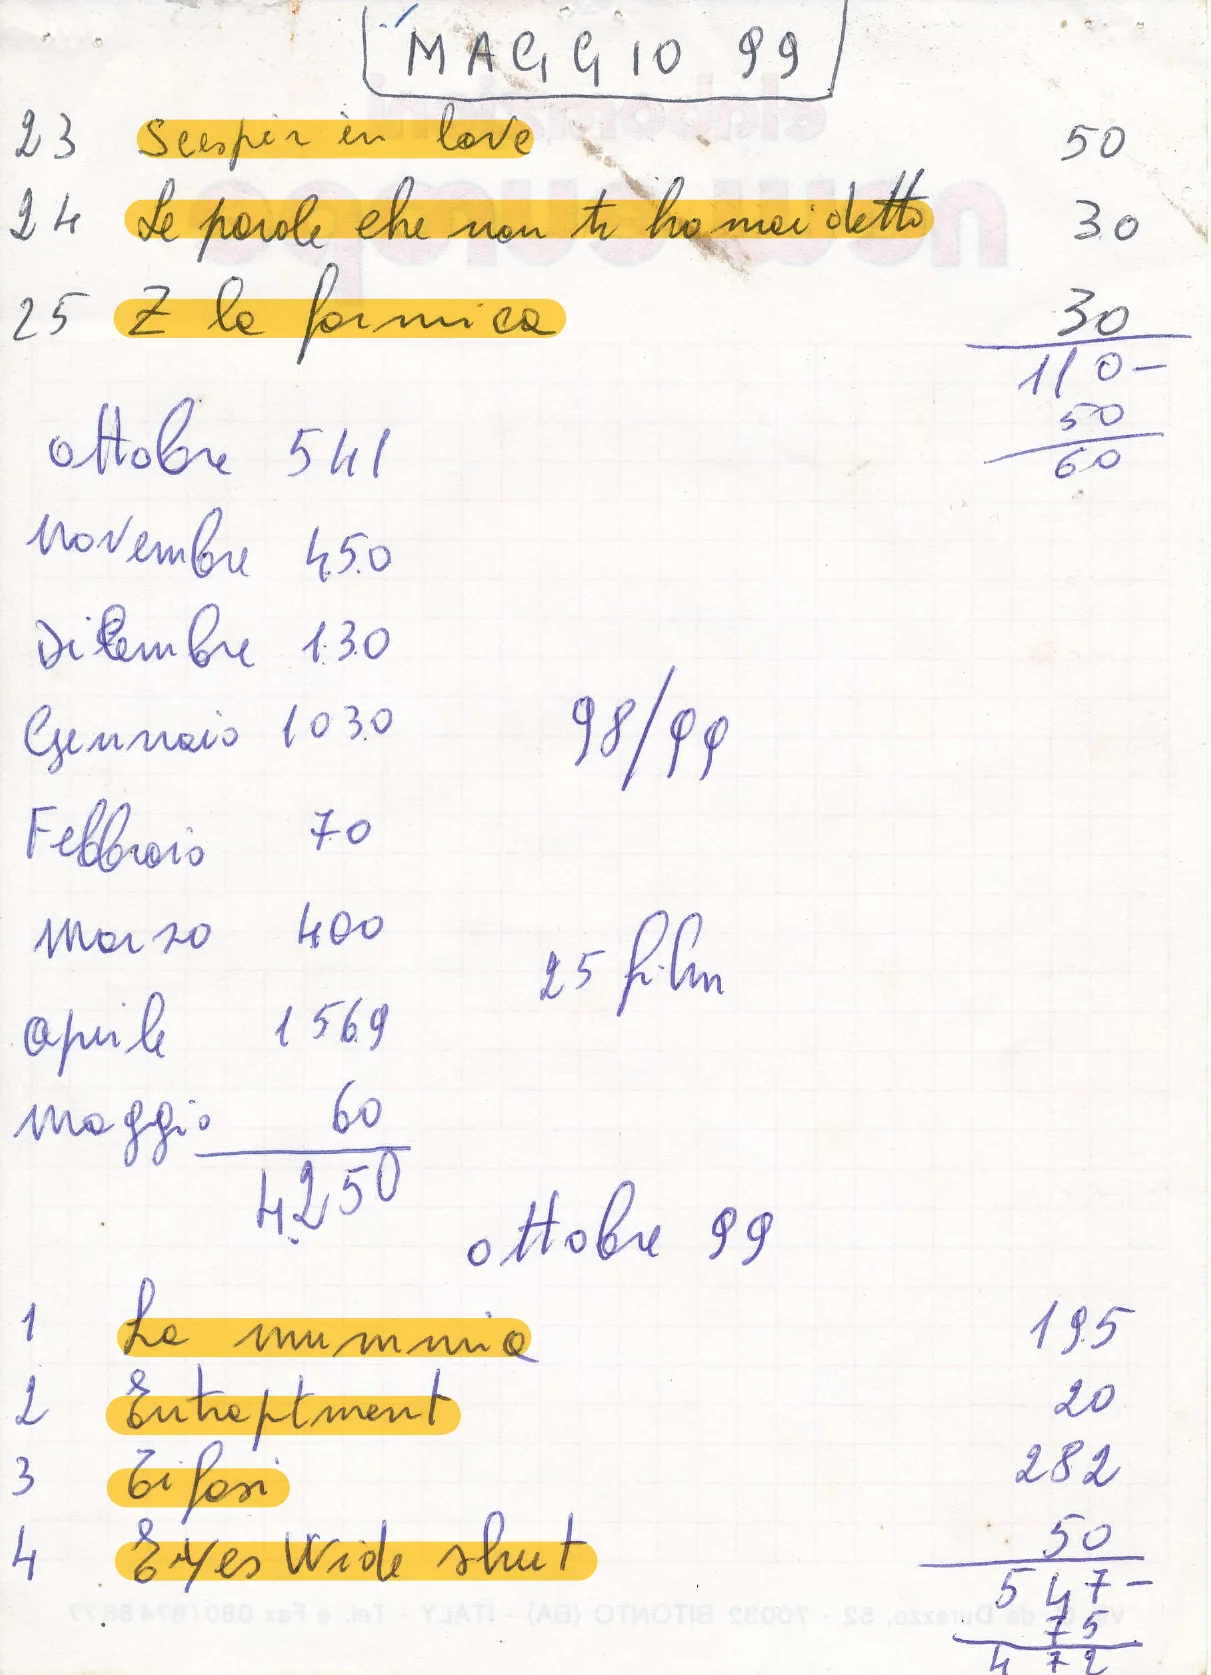 MAGGIO 99
23 Scespir in love 50
24 Le parole che non ti ho mai detto 30
25 Z la formica 30
110-
50
60
ottobre 541
Novembre 450
Dicembre 130
Gennaio 1030
Febbraio 70
Marzo 400
98/99
25 film
aprile 1569
maggio 60
4250
ottobre 99
1 La mummia 195
2 Entraptment 20
3 Tifosi 282
4 Eyes Wide shut 50
547-
75
472